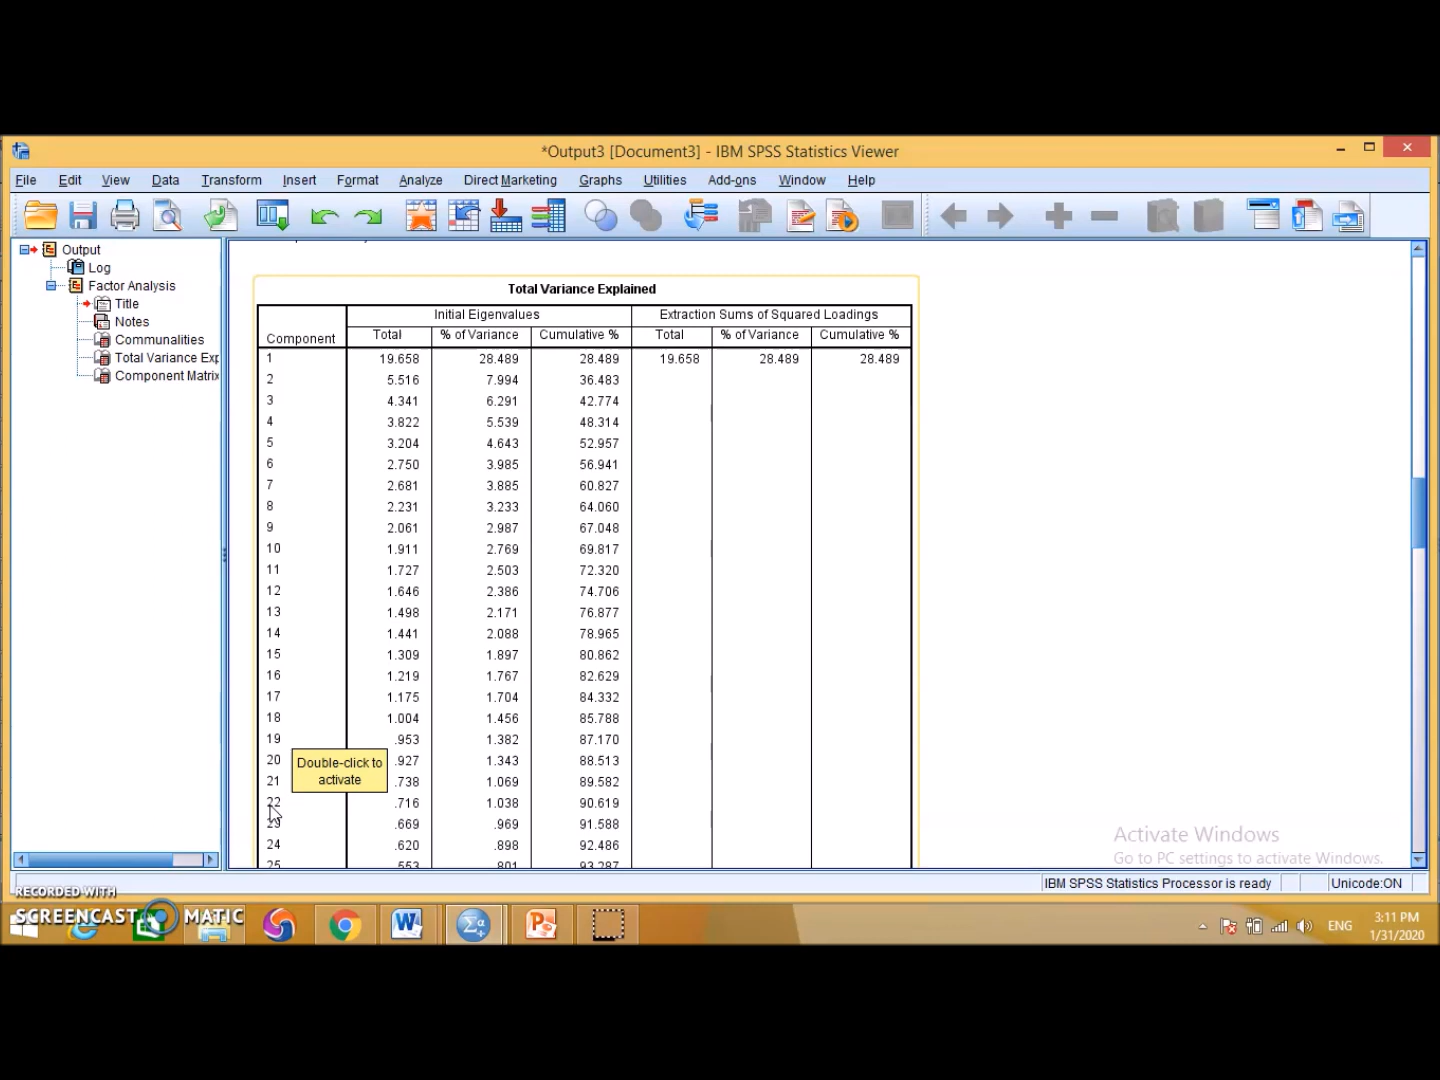 *Output3 [Document3] - IBM SPSS Statistics Viewer
File Edit View Data Transform Insert Format Analyze Direct Marketing Graphs Utilities Add-ons Window Help
Output
Log
Factor Analysis
Title
Notes
Communalities
Total Variance Exp
Component Matrix
Total Variance Explained
Initial Eigenvalues Extraction Sums of Squared Loadings
Component Total % of Variance Cumulative % Total % of Variance Cumulative %
1 19.658 28.489 28.489 19.658 28.489 28.489
2 5.516 7.994 36.483
3 4.341 6.291 42.774
4 3.822 5.539 48.314
5 3.204 4.643 52.957
6 2.750 3.985 56.941
7 2.681 3.885 60.827
8 2.231 3.233 64.060
9 2.061 2.987 67.048
10 1.911 2.769 69.817
11 1.727 2.503 72.320
12 1.646 2.386 74.706
13 1.498 2.171 76.877
14 1.441 2.088 78.965
15 1.309 1.897 80.862
16 1.219 1.767 82.629
17 1.175 1.704 84.332
18 1.004 1.456 85.788
19 .953 1.382 87.170
20 .927 1.343 88.513
21 .738 1.069 89.582
22 .716 1.038 90.619
23 .669 .969 91.588
24 .620 .898 92.486
25 .553 .801 93.287
Double-click to
activate
Activate Windows
Go to PC settings to activate Windows.
IBM SPSS Statistics Processor is ready Unicode:ON
RECORDED WITH
SCREENCAST MATIC
ENG
3:11 PM
1/31/2020